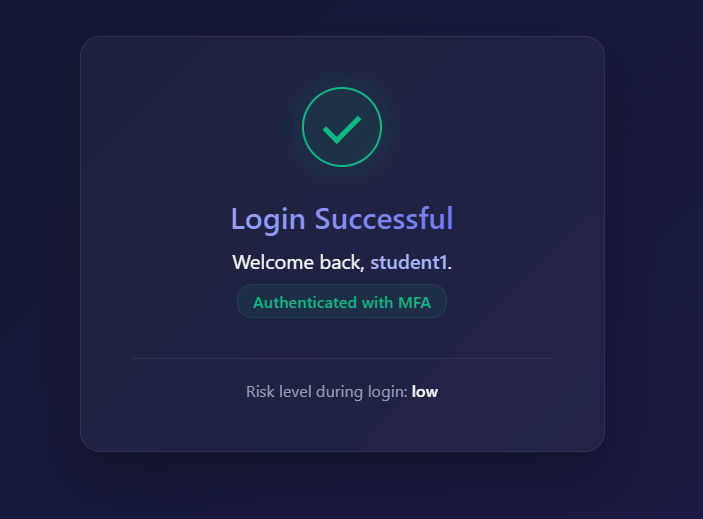 Login Successful
Welcome back, student1.
Authenticated with MFA
Risk level during login: low